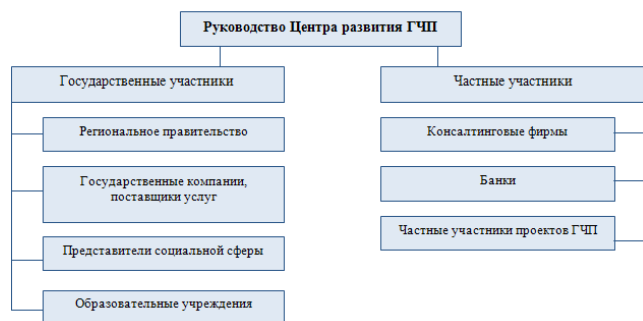 Руководство Центра развития ГЧП
Государственные участники
Региональное правительство
Государственные компании,
поставщики услуг
Представители социальной сферы
Образовательные учреждения
Частные участники
Консалтинговые фирмы
Банки
Частные участники проектов ГЧП